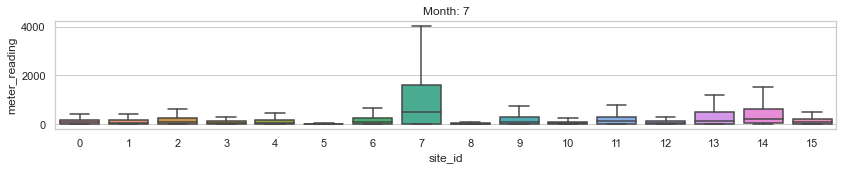 Month: 7
4000
2000
0
meter_reading
0 1 2 3 4 5 6 7 8 9 10 11 12 13 14 15
site_id